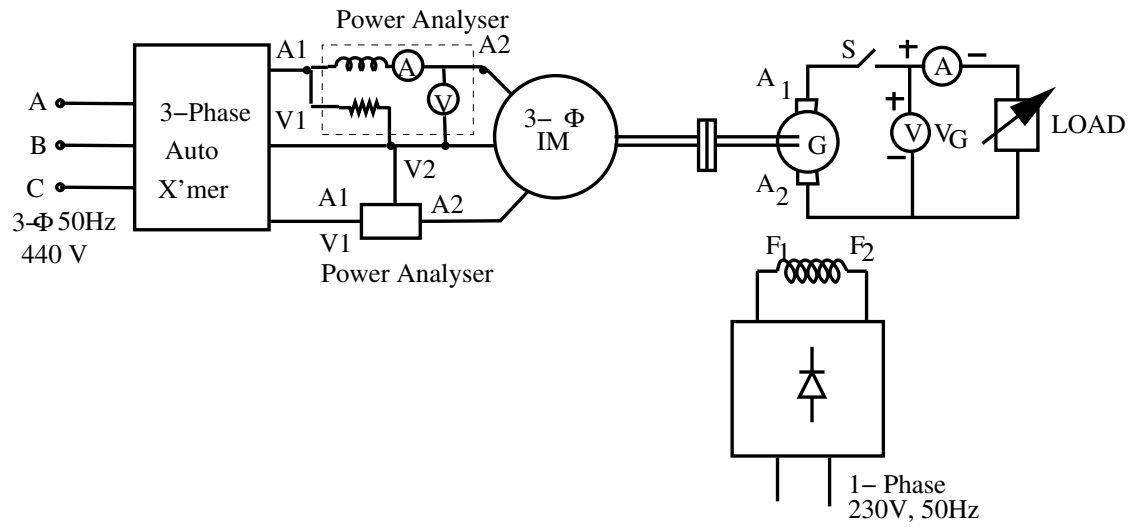 Power Analyser
A1
A2
A
V
V1
A
B
C
3-Φ 50Hz
440 V
3-Phase
Auto
X'mer
V2
A1
A2
V1
Power Analyser
3- Φ
IM
S
+
A
-
A1
+
V
-
VG
G
A2
LOAD
F1
F2
1- Phase
230V, 50Hz